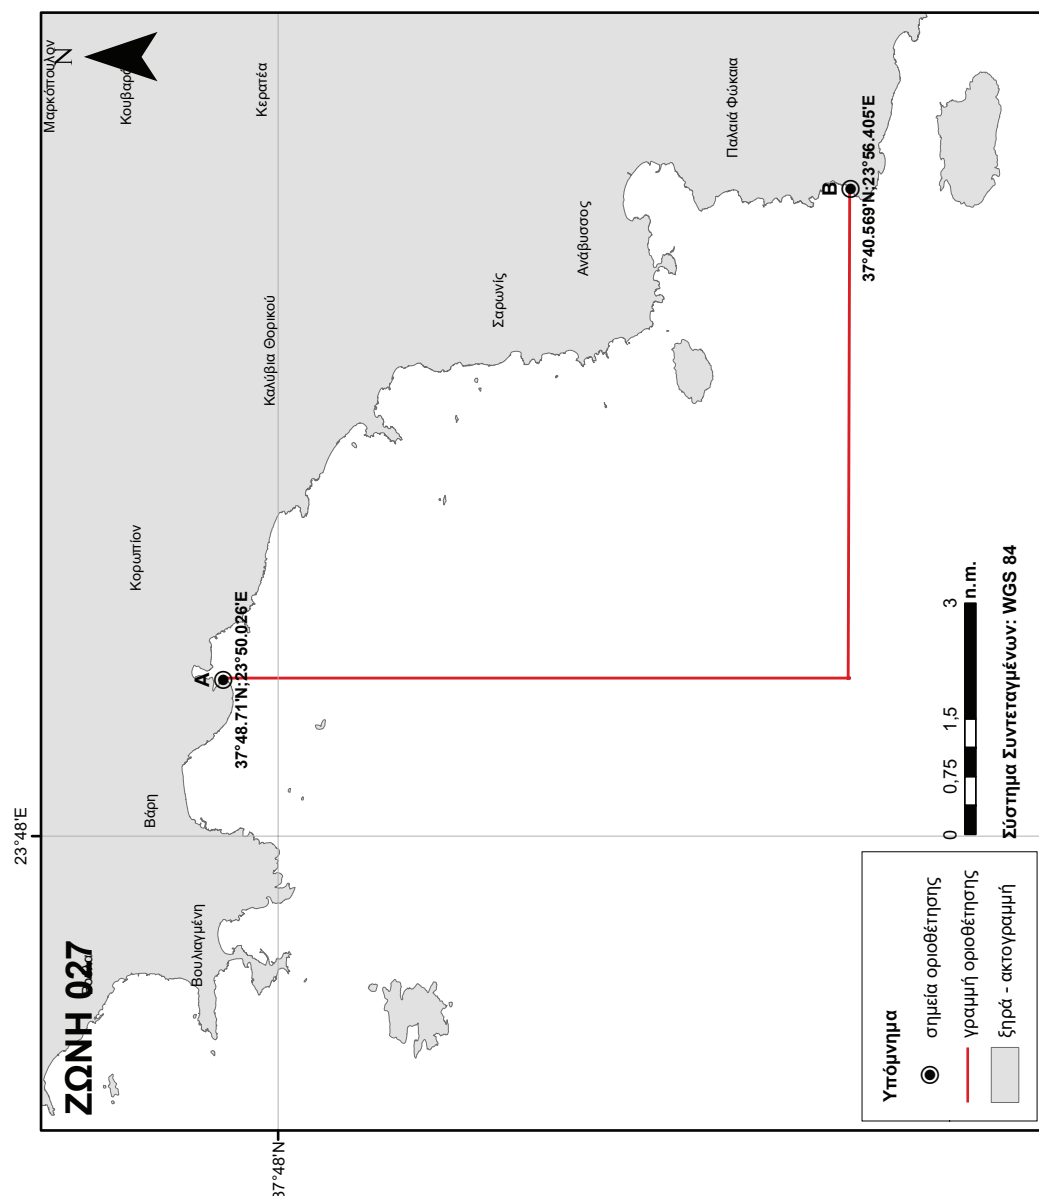 ΖΩΝΗ 027
N
23°48'E
37°48'N
Μαρκόπουλον
Κουβαρά
Κερατέα
Καλύβια Θορικού
Κορωπίον
Βάρη
Βουλιαγμένη
Σαρωνίς
Ανάβυσσος
Παλαιά Φώκαια
A
37°48.71'N;23°50.026'E
B
37°40.569'N;23°56.405'E
0 0,75 1,5 3
n.m.
Σύστημα Συντεταγμένων: WGS 84
Υπόμνημα
σημεία οριοθέτησης
γραμμή οριοθέτησης
ξηρά - ακτογραμμή